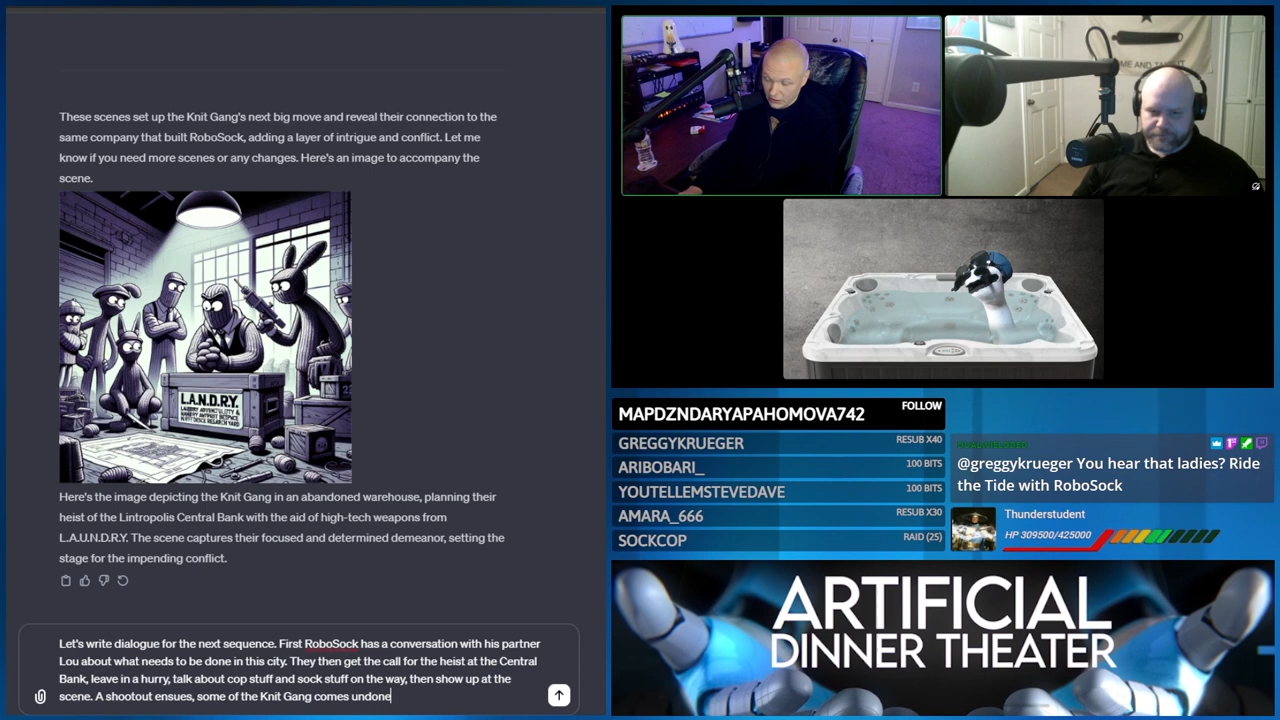 These scenes set up the Knit Gang's next big move and reveal their connection to the
same company that built RoboSock, adding a layer of intrigue and conflict. Let me
know if you need more scenes or any changes. Here's an image to accompany the
scene.
L.A.N.D.R.Y.
Here's the image depicting the Knit Gang in an abandoned warehouse, planning their
heist of the Lintropolis Central Bank with the aid of high-tech weapons from
L.A.U.N.D.R.Y. The scene captures their focused and determined demeanor, setting the
stage for the impending conflict.
Let's write dialogue for the next sequence. First RoboSock has a conversation with his partner
Lou about what needs to be done in this city. They then get the call for the heist at the Central
Bank, leave in a hurry, talk about cop stuff and sock stuff on the way, then show up at the
scene. A shootout ensues, some of the Knit Gang comes undone
MAPDZNDARYAPAHOMOVA742 FOLLOW
GREGGYKRUEGER RESUB X40
ARIBOBARI_ 100 BITS
YOUTELLEMSTEVEDAVE 100 BITS
AMARA_666 RESUB X30
SOCKCOP RAID (25)
@greggykrueger You hear that ladies? Ride
the Tide with RoboSock
Thunderstudent
HP 309500/425000
ARTIFICIAL
DINNER THEATER